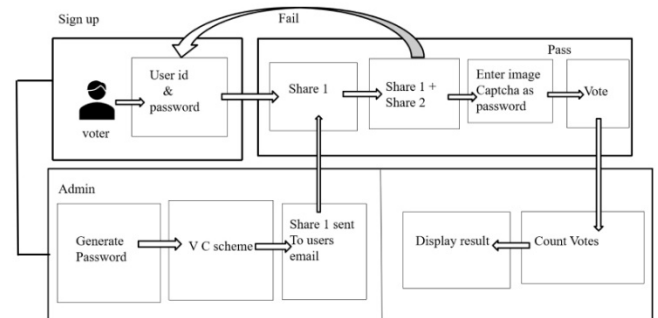 Sign up
Fail
Pass
voter
User id
&
password
Share 1
Share 1 +
Share 2
Enter image
Captcha as
password
Vote
Admin
Generate
Password
V C scheme
Share 1 sent
To users
email
Display result
Count Votes